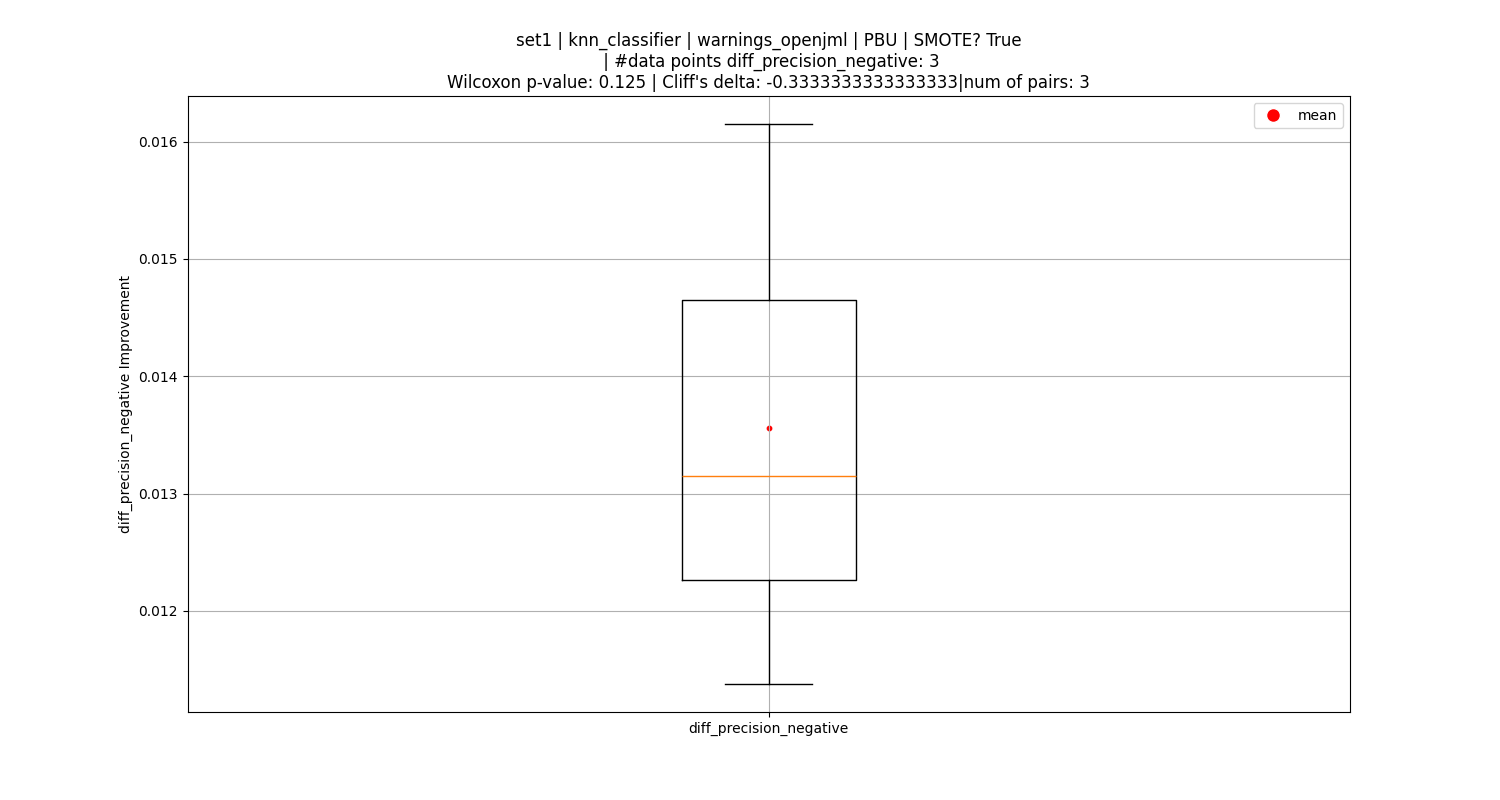 set1 | knn_classifier | warnings_openjml | PBU | SMOTE? True
| #data points diff_precision_negative: 3
Wilcoxon p-value: 0.125 | Cliff's delta: -0.3333333333333333|num of pairs: 3
mean
0.016
0.015
0.014
0.013
0.012
diff_precision_negative Improvement
diff_precision_negative